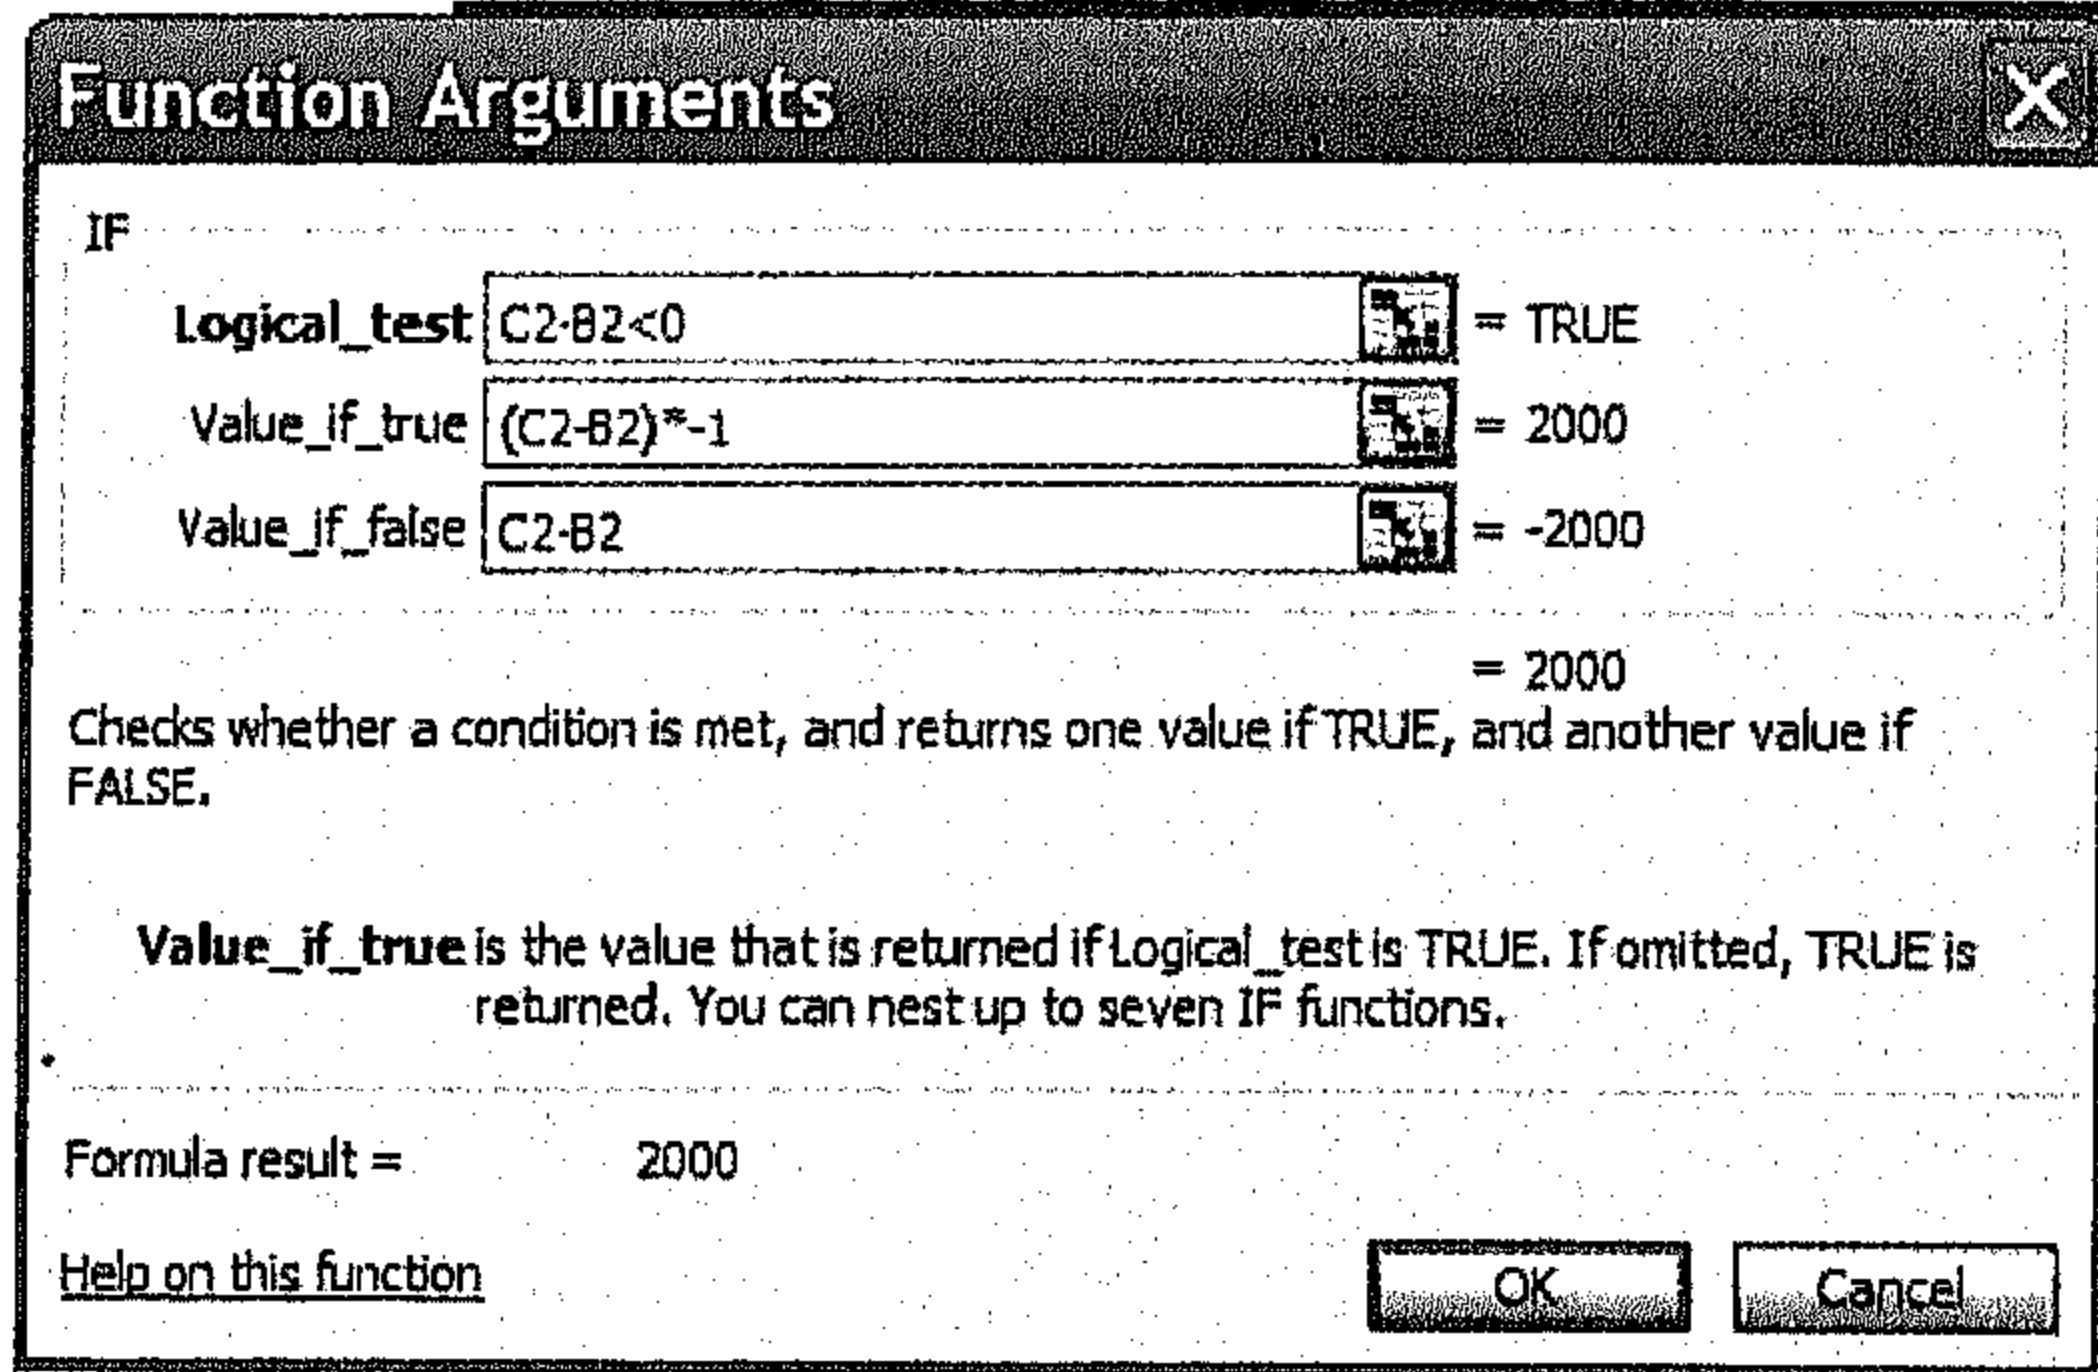 Function Arguments
IF
Logical_test C2-B2<0 = TRUE
Value_if_true (C2-B2)*-1 = 2000
Value_if_false C2-B2 = -2000
= 2000
Checks whether a condition is met, and returns one value if TRUE, and another value if
FALSE.
Value_if_true is the value that is returned if Logical_test is TRUE. If omitted, TRUE is
returned. You can nest up to seven IF functions.
Formula result = 2000
Help on this function
OK Cancel